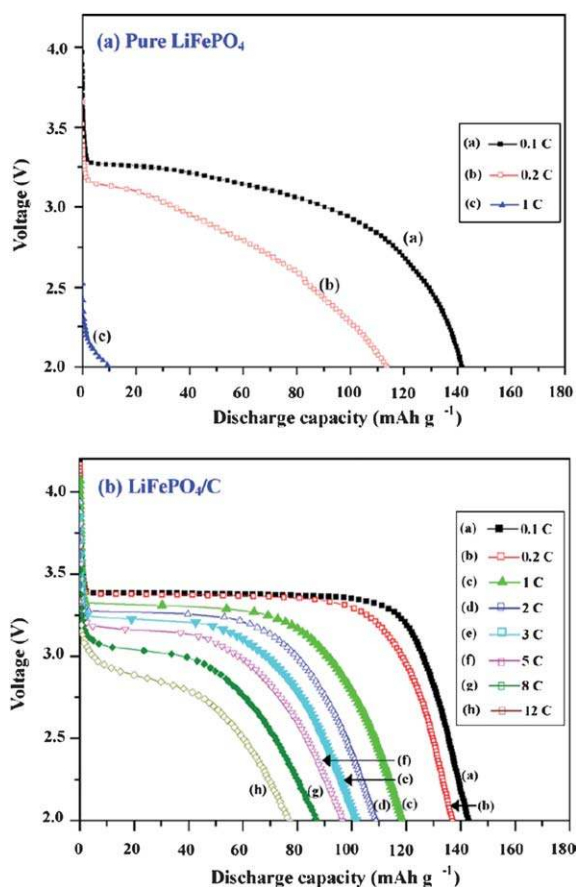 (a) Pure LiFePO4
4.0
3.5
3.0
2.5
2.0
Voltage (V)
(a) 0.1 C
(b) 0.2 C
(c) 1 C
(a)
(b)
(c)
0 20 40 60 80 100 120 140 160 180
Discharge capacity (mAh g -1)
(b) LiFePO4/C
4.0
3.5
3.0
2.5
2.0
Voltage (V)
(a) 0.1 C
(b) 0.2 C
(c) 1 C
(d) 2 C
(e) 3 C
(f) 5 C
(g) 8 C
(h) 12 C
(f)
(e)
(a)
(h)
(g)
(d)
(c)
(b)
0 20 40 60 80 100 120 140 160 180
Discharge capacity (mAh g -1)